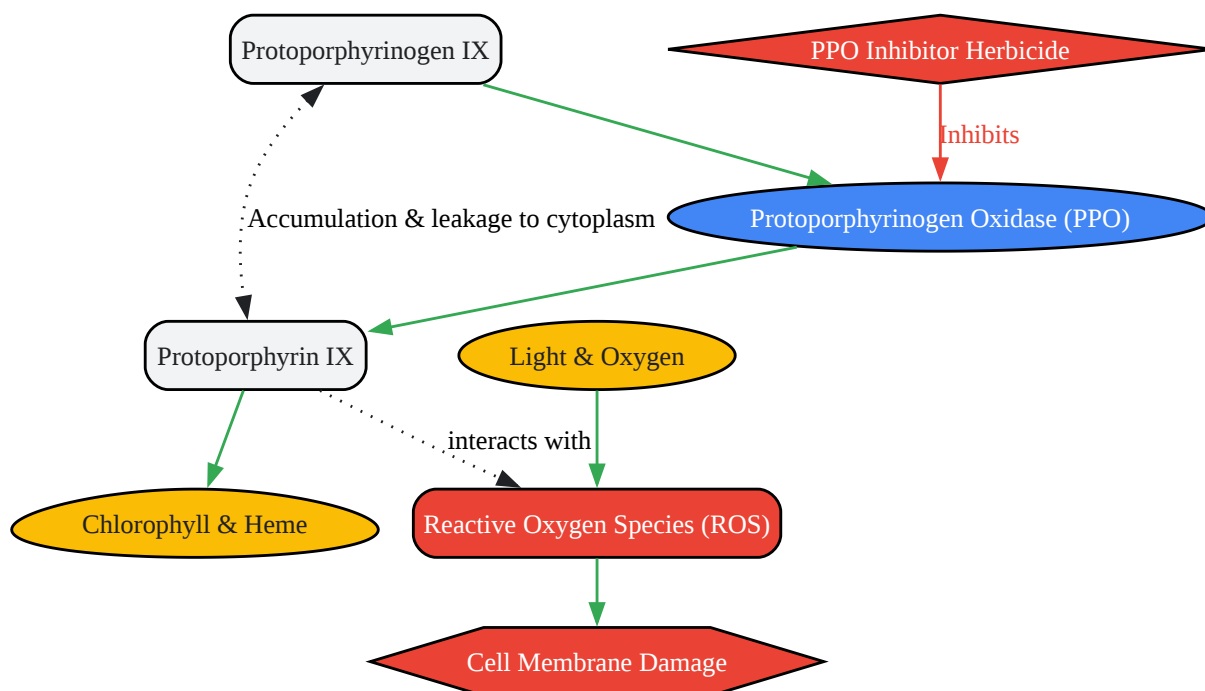 Protoporphyrinogen IX
PPO Inhibitor Herbicide
Inhibits
Accumulation & leakage to cytoplasm
Protoporphyrinogen Oxidase (PPO)
Protoporphyrin IX
Light & Oxygen
interacts with
Chlorophyll & Heme
Reactive Oxygen Species (ROS)
Cell Membrane Damage